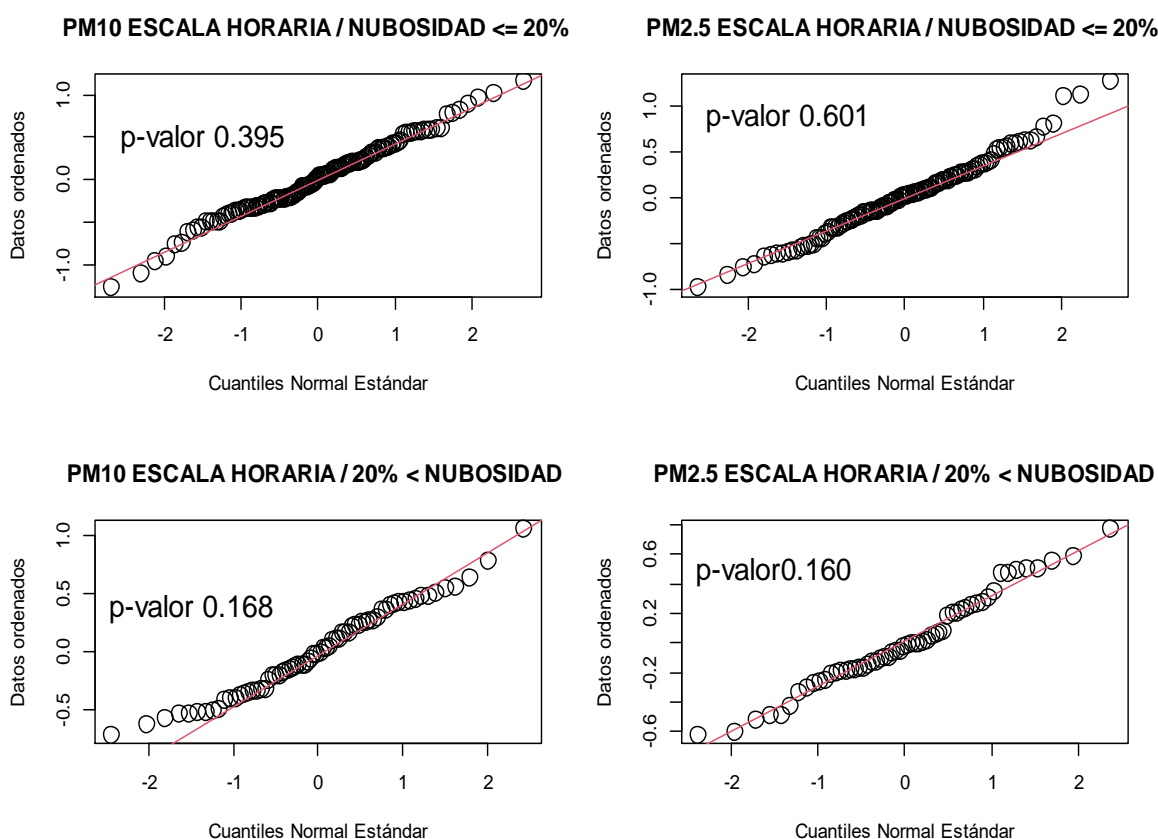 PM10 ESCALA HORARIA / NUBOSIDAD <= 20%
Datos ordenados
1.0
0.0
-1.0
p-valor 0.395
-2 -1 0 1 2
Cuantiles Normal Estándar
PM2.5 ESCALA HORARIA / NUBOSIDAD <= 20%
Datos ordenados
1.0
0.5
0.0
-1.0
p-valor 0.601
-2 -1 0 1 2
Cuantiles Normal Estándar
PM10 ESCALA HORARIA / 20% < NUBOSIDAD
Datos ordenados
1.0
0.5
0.0
-0.5
p-valor 0.168
-2 -1 0 1 2
Cuantiles Normal Estándar
PM2.5 ESCALA HORARIA / 20% < NUBOSIDAD
Datos ordenados
0.6
0.2
-0.2
-0.6
p-valor0.160
-2 -1 0 1 2
Cuantiles Normal Estándar